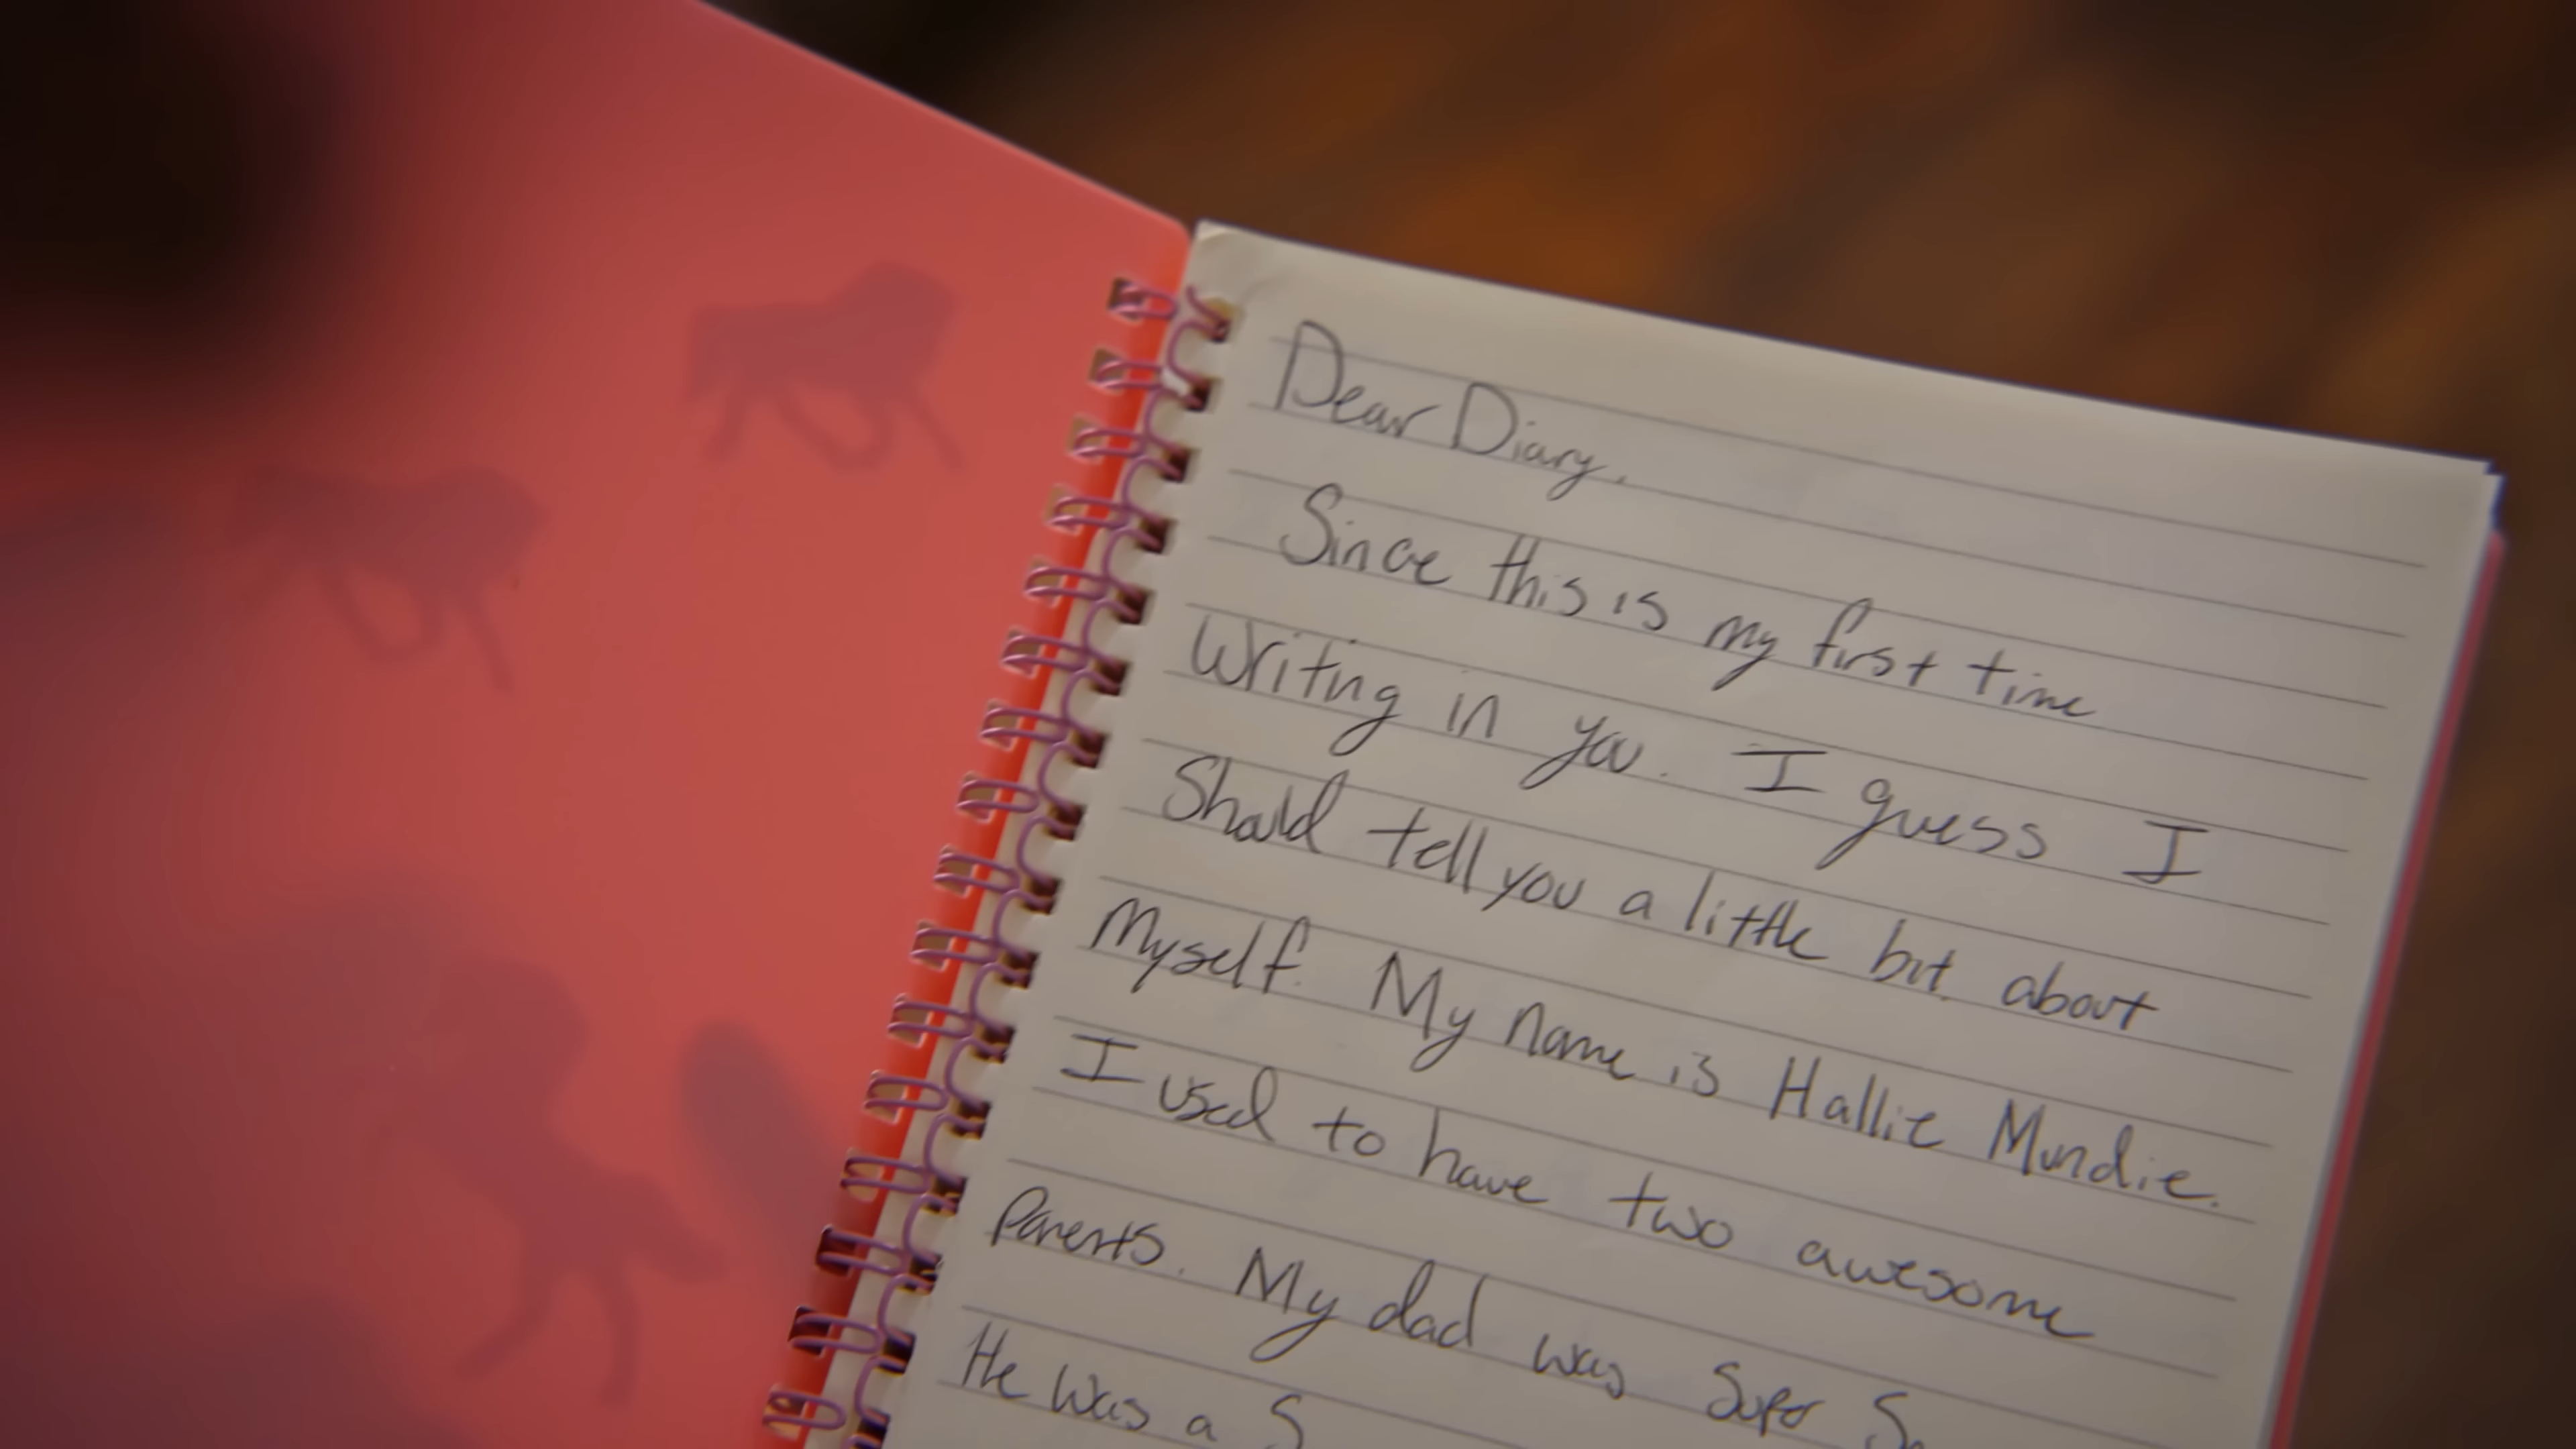 Dear Diary,
Since this is my first time
Writing in you. I guess I
Should tell you a little bit about
Myself. My name is Hallie Mundie.
I used to have two awesome
Parents. My dad was Super
He was a